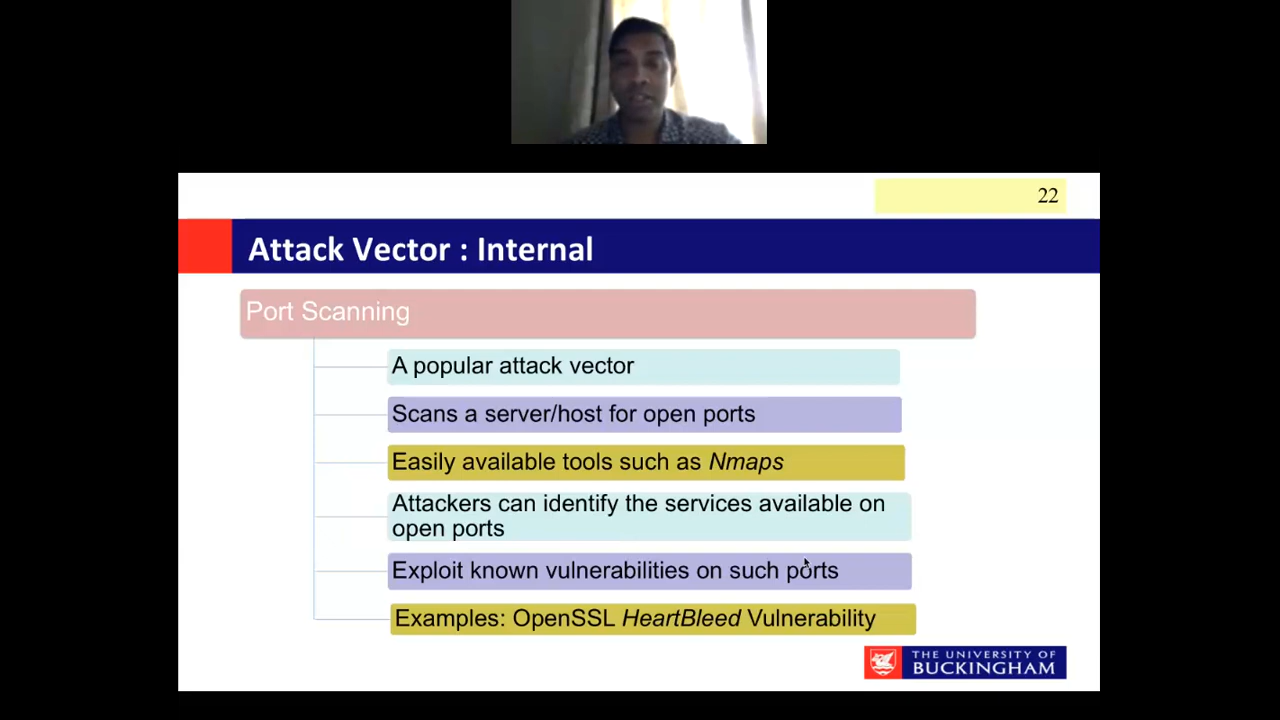 22
Attack Vector : Internal
Port Scanning
A popular attack vector
Scans a server/host for open ports
Easily available tools such as Nmaps
Attackers can identify the services available on
open ports
Exploit known vulnerabilities on such ports
Examples: OpenSSL HeartBleed Vulnerability
THE UNIVERSITY OF
BUCKINGHAM